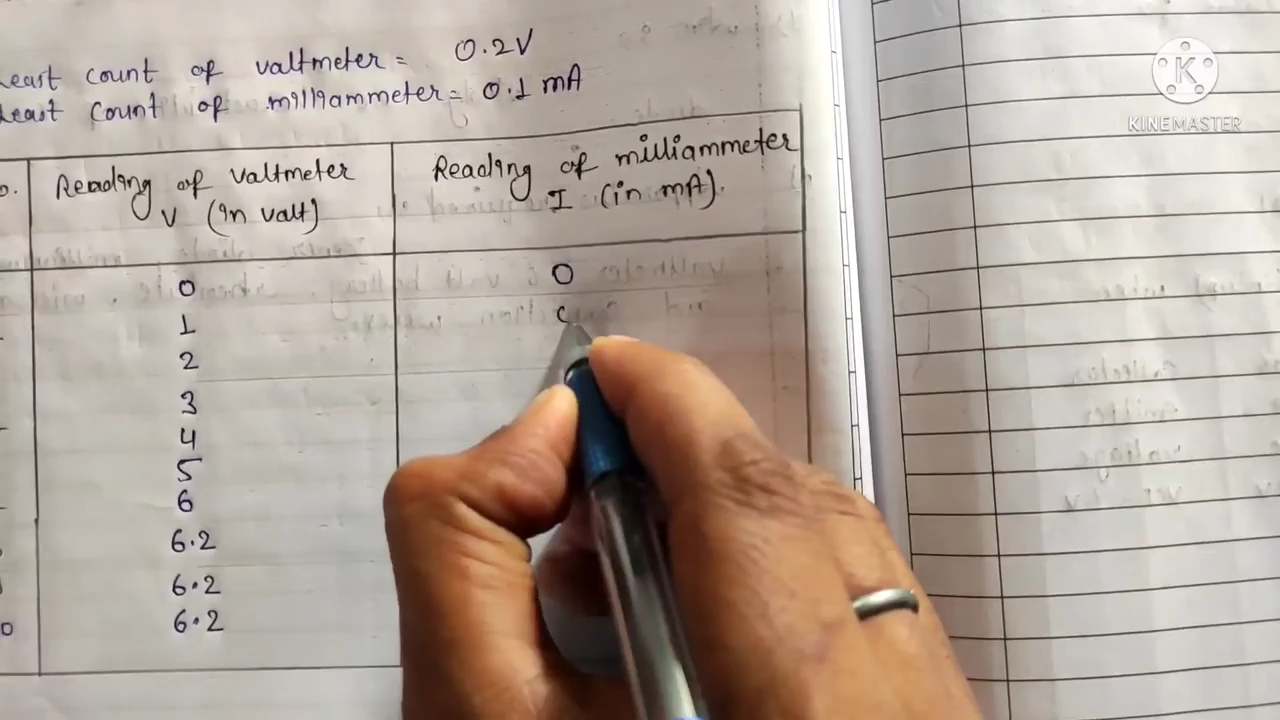 Least count of valtmeter = 0.2V
Least count of milliammeter = 0.1 mA
Reading of valtmeter
V (in valt)
Reading of milliammeter
I (in mA).
0 0
1
2
3
4
5
6
6.2
6.2
6.2
KINEMASTER